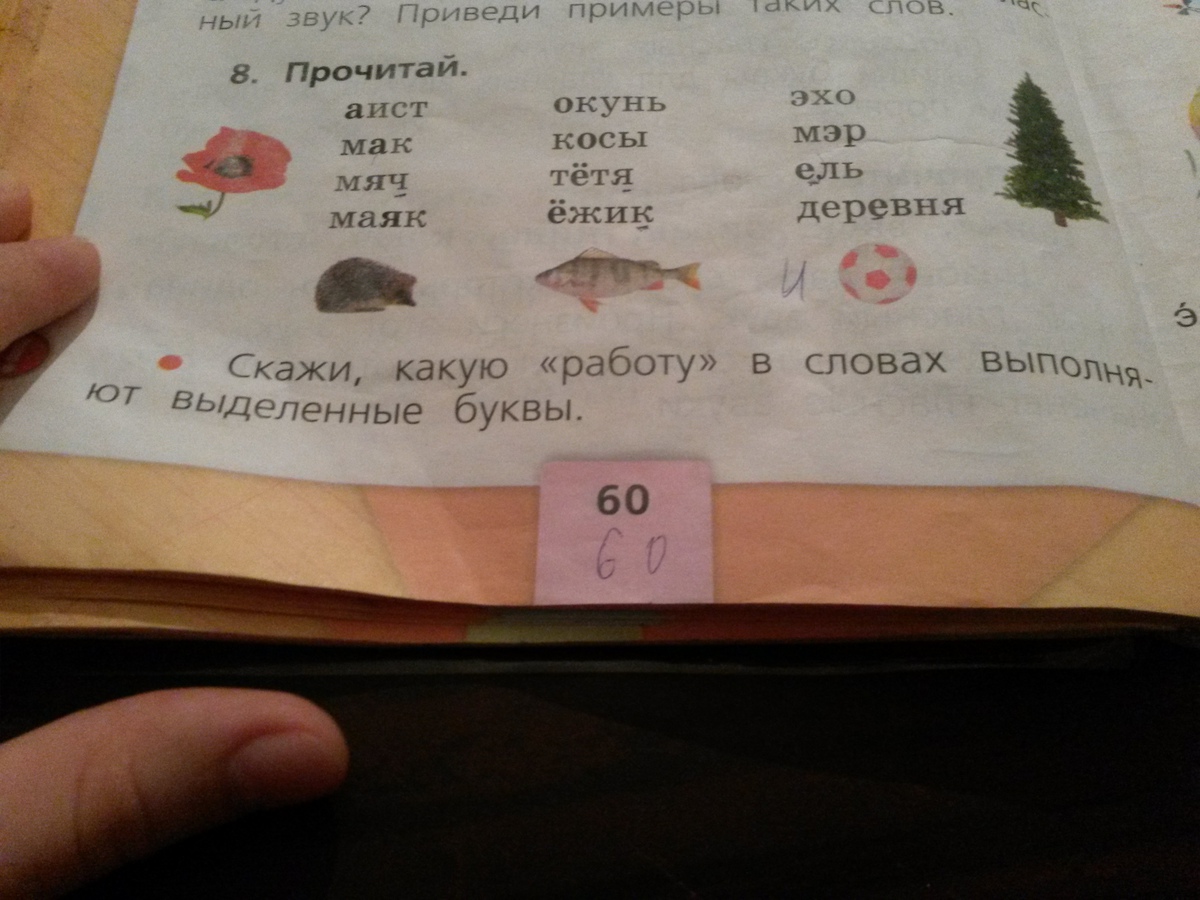 ный звук? Приведи примеры таких слов.
8. Прочитай.
аист окунь эхо
мак косы мэр
мяч тётя ель
маяк ёжик деревня
и
Скажи, какую «работу» в словах выполня-
ют выделенные буквы.
60
60